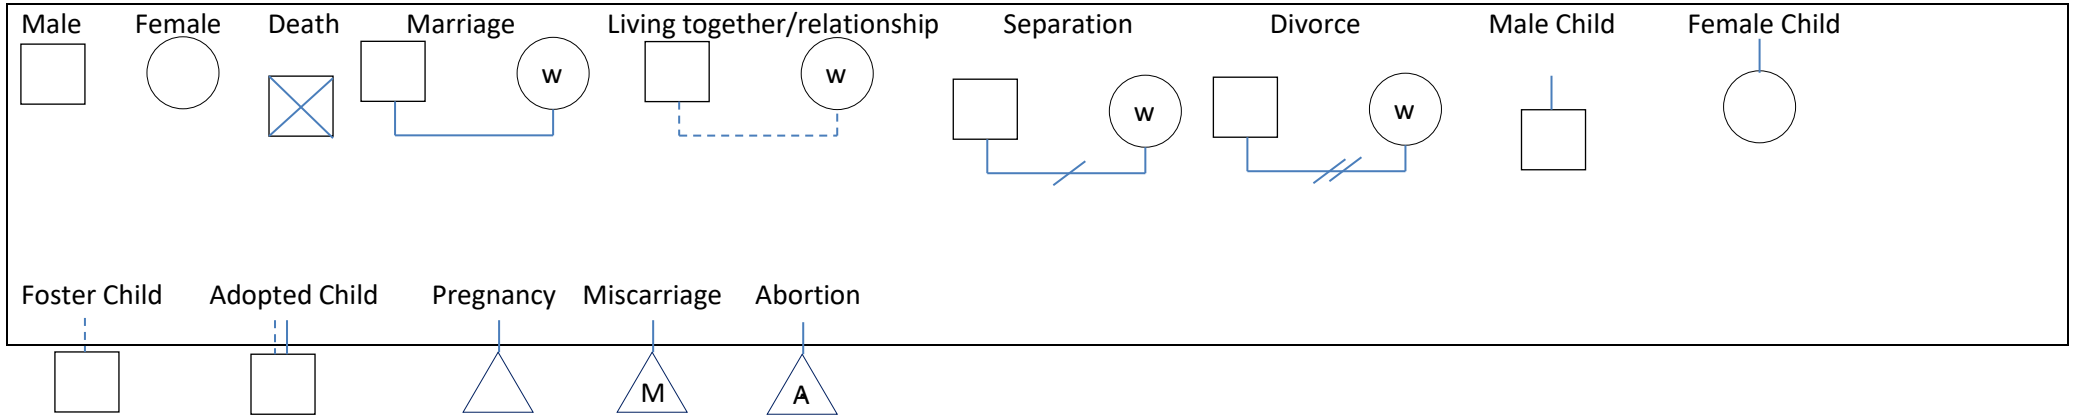 Male Female Death Marriage Living together/relationship Separation Divorce Male Child Female Child
w w w w
Foster Child Adopted Child Pregnancy Miscarriage Abortion
M A